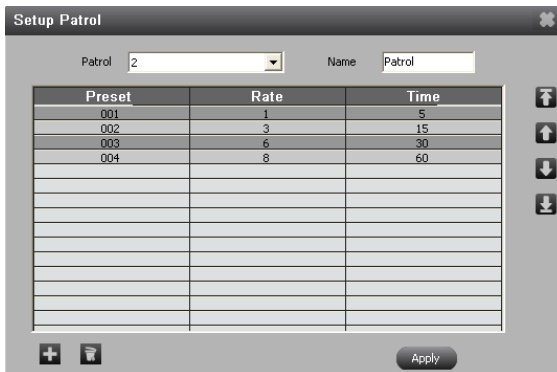 Setup Patrol
Patrol 2 Name Patrol
Preset Rate Time
001 1 5
002 3 15
003 6 30
004 8 60
Apply